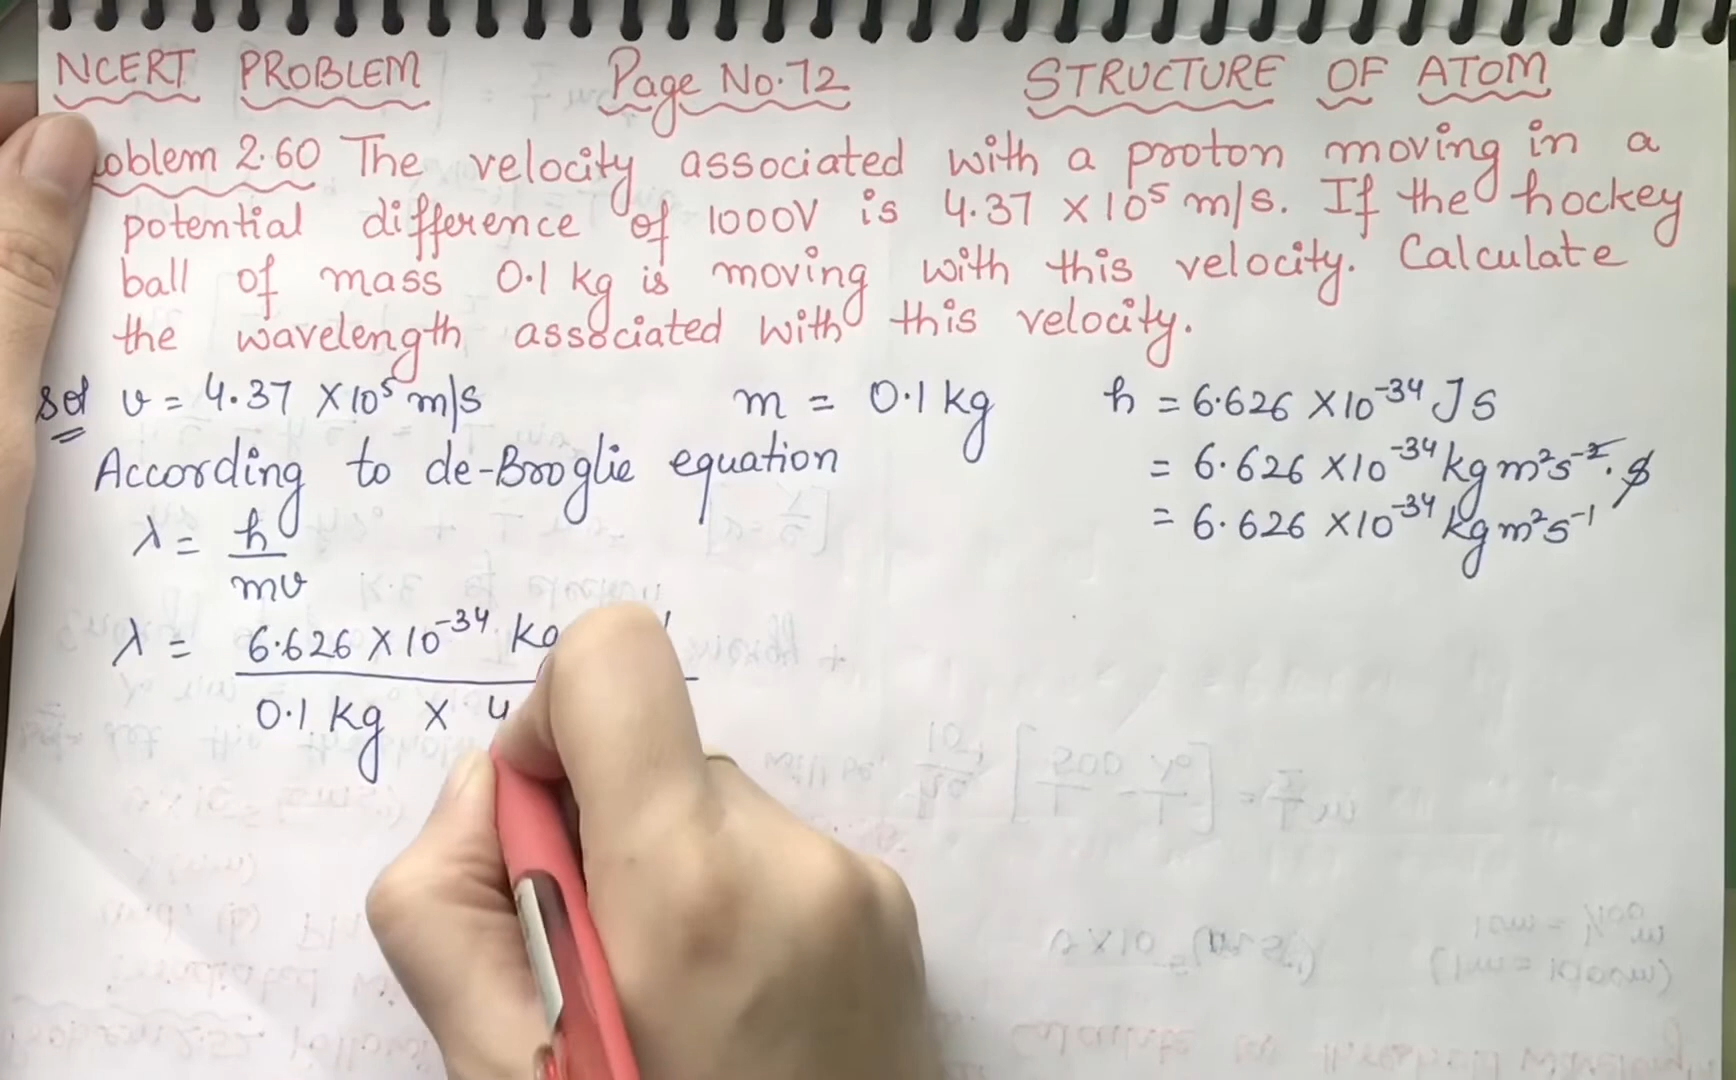 NCERT PROBLEM Page No.72 STRUCTURE OF ATOM
oblem 2.60 The velocity associated with a proton moving in a
potential difference of 1000V is 4.37 × 10⁵ m/s. If the hockey
ball of mass 0.1 kg is moving with this velocity. Calculate
the wavelength associated with this velocity.
Sol v = 4.37 × 10⁵ m/s m = 0.1 kg h = 6.626 × 10⁻³⁴ JS
According to de-Broglie equation = 6.626 × 10⁻³⁴ kg m² s⁻². s
λ = h = 6.626 × 10⁻³⁴ kg m² s⁻¹
mv
λ = 6.626 × 10⁻³⁴ kg
0.1 kg × 4